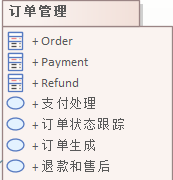 订单管理
+ Order
+ Payment
+ Refund
+ 支付处理
+ 订单状态跟踪
+ 订单生成
+ 退款和售后